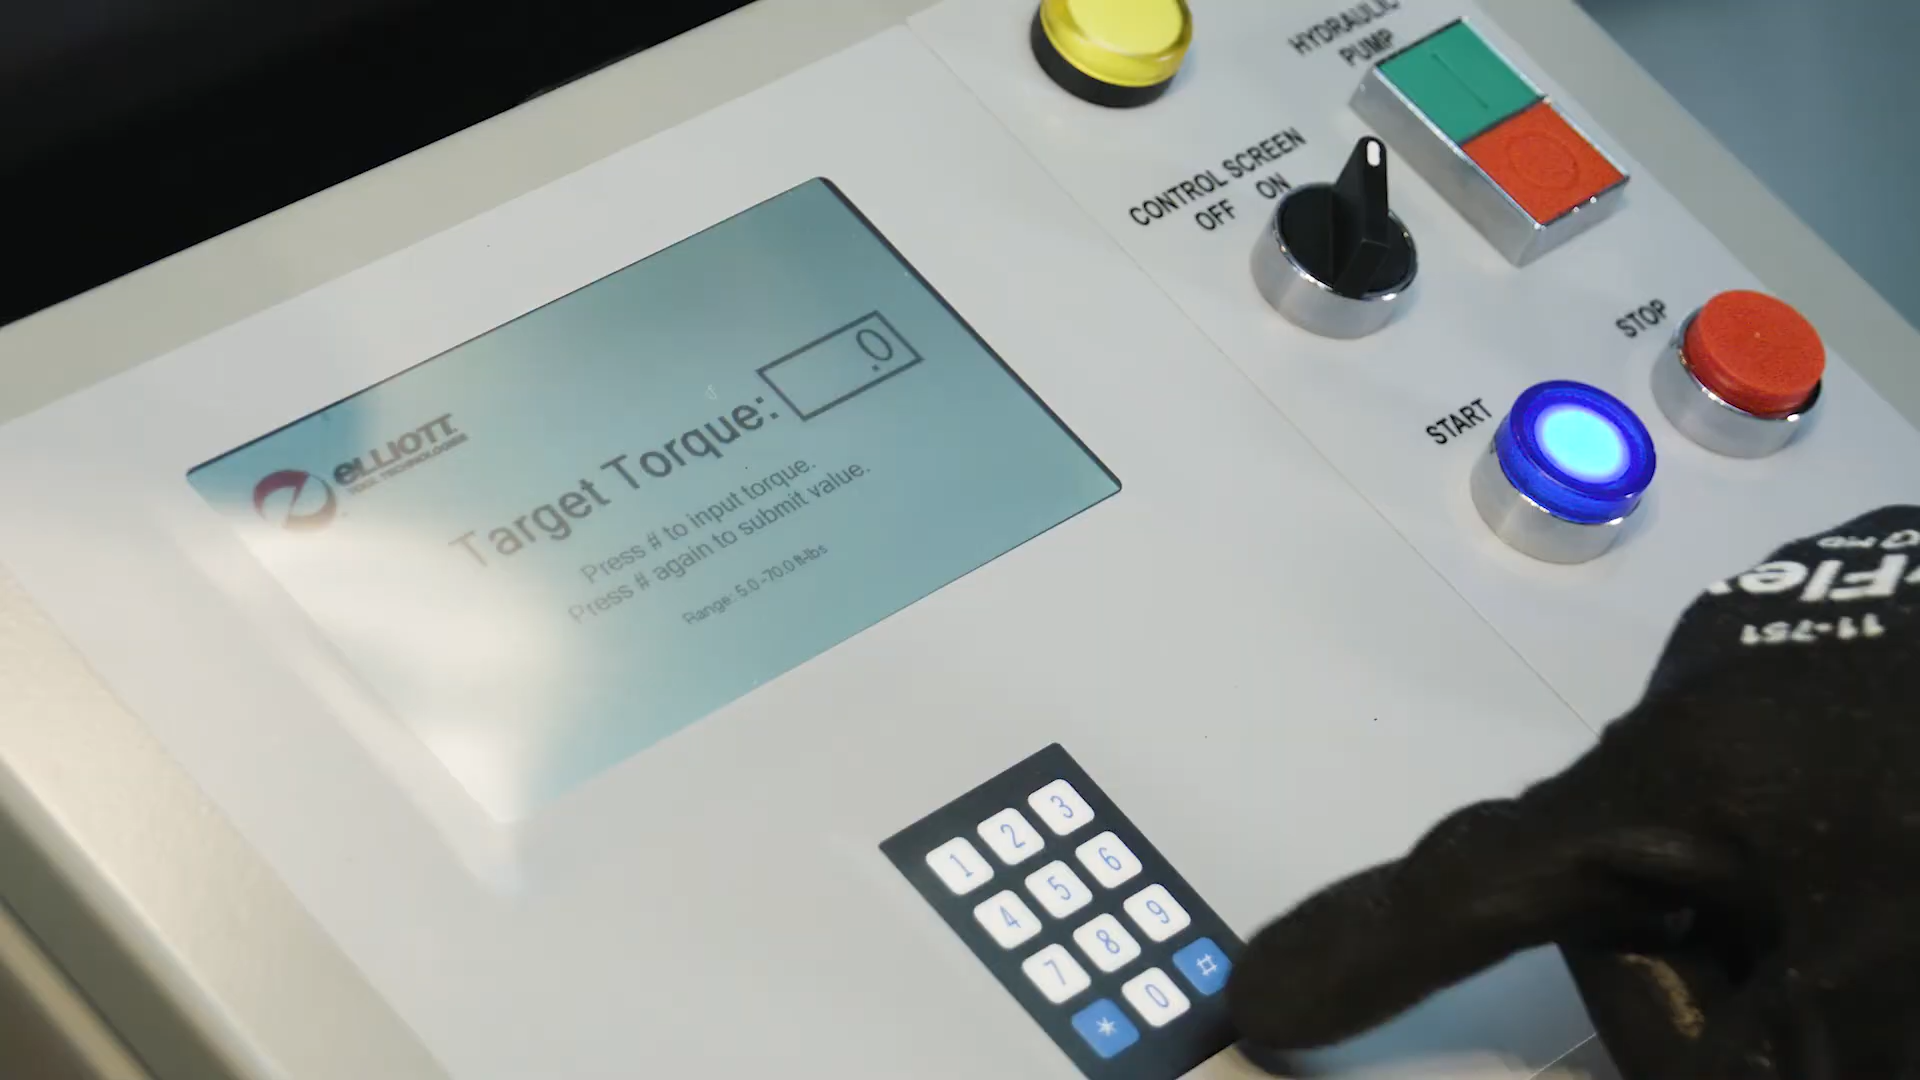 ELLIOTT
TOOL TECHNOLOGIES
Target Torque: .0
Press # to input torque.
Press # again to submit value.
Range: 5.0-70.0 ft-lbs
HYDRAULIC
PUMP
CONTROL SCREEN
OFF ON
STOP
START
1 2 3
4 5 6
7 8 9
* 0 #
11-751